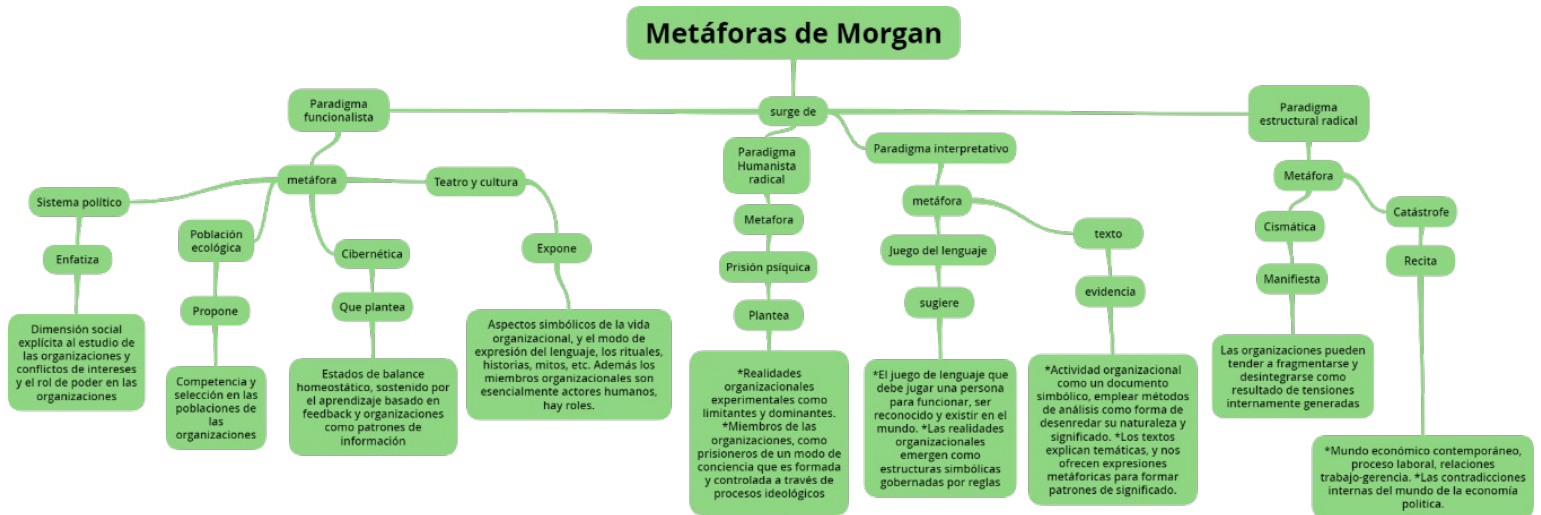 Metáforas de Morgan
surge de
Paradigma
funcionalista
metáfora
Sistema político
Enfatiza
Dimensión social
explícita al estudio de
las organizaciones y
conflictos de intereses
y el rol de poder en las
organizaciones
Población
ecológica
Propone
Competencia y
selección en las
poblaciones de
las
organizaciones
Cibernética
Que plantea
Estados de balance
homeostático, sostenido por
el aprendizaje basado en
feedback y organizaciones
como patrones de
información
Teatro y cultura
Expone
Aspectos simbólicos de la vida
organizacional, y el modo de
expresión del lenguaje, los rituales,
historias, mitos, etc. Además los
miembros organizacionales son
esencialmente actores humanos,
hay roles.
Paradigma
Humanista
radical
Metafora
Prisión psíquica
Plantea
*Realidades
organizacionales
experimentales como
limitantes y dominantes.
*Miembros de las
organizaciones, como
prisioneros de un modo de
conciencia que es formada
y controlada a través de
procesos ideológicos
Paradigma interpretativo
metáfora
Juego del lenguaje
sugiere
*El juego de lenguaje que
debe jugar una persona
para funcionar, ser
reconocido y existir en el
mundo. *Las realidades
organizacionales
emergen como
estructuras simbólicas
gobernadas por reglas
texto
evidencia
*Actividad organizacional
como un documento
simbólico, emplear métodos
de análisis como forma de
desenredar su naturaleza y
significado. *Los textos
explican temáticas, y nos
ofrecen expresiones
metáforicas para formar
patrones de significado.
Paradigma
estructural radical
Metáfora
Cismática
Manifiesta
Las organizaciones pueden
tender a fragmentarse y
desintegrarse como
resultado de tensiones
internamente generadas
Catástrofe
Recita
*Mundo económico contemporáneo,
proceso laboral, relaciones
trabajo-gerencia. *Las contradicciones
internas del mundo de la economía
política.